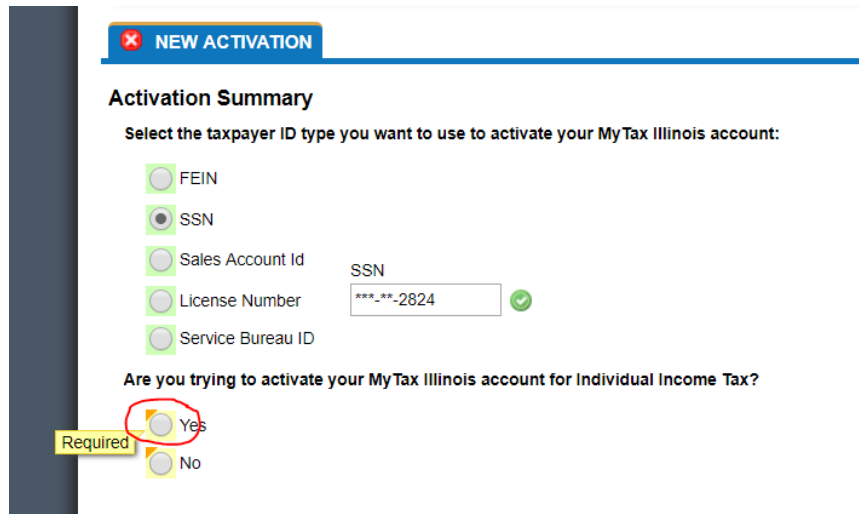 NEW ACTIVATION
Activation Summary
Select the taxpayer ID type you want to use to activate your MyTax Illinois account:
FEIN
SSN
Sales Account Id
SSN
License Number
***-**-2824
Service Bureau ID
Are you trying to activate your MyTax Illinois account for Individual Income Tax?
Yes
Required
No